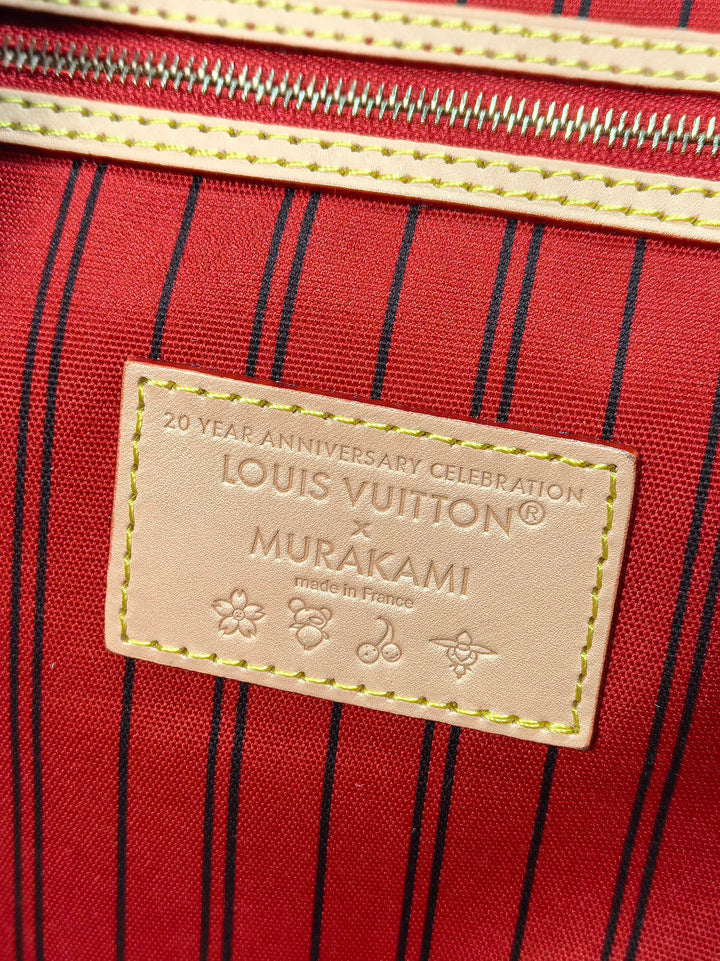 20 YEAR ANNIVERSARY CELEBRATION
LOUIS VUITTON®
x
MURAKAMI
made in France